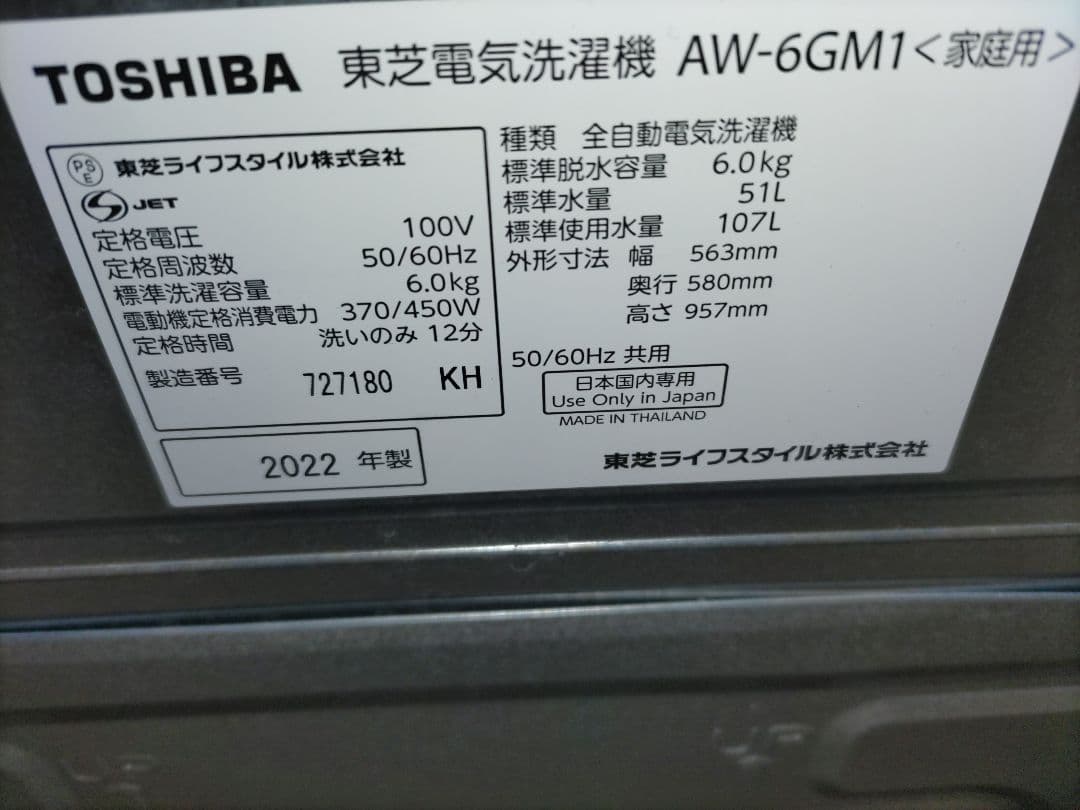 TOSHIBA 東芝電気洗濯機 AW-6GM1<家庭用>
PSE 東芝ライフスタイル株式会社
S JET
定格電圧 100V
定格周波数 50/60Hz
標準洗濯容量 6.0kg
電動機定格消費電力 370/450W
定格時間 洗いのみ 12分
製造番号 727180 KH
2022 年製
種類 全自動電気洗濯機
標準脱水容量 6.0kg
標準水量 51L
標準使用水量 107L
外形寸法 幅 563mm
奥行 580mm
高さ 957mm
50/60Hz 共用
日本国内専用
Use Only in Japan
MADE IN THAILAND
東芝ライフスタイル株式会社